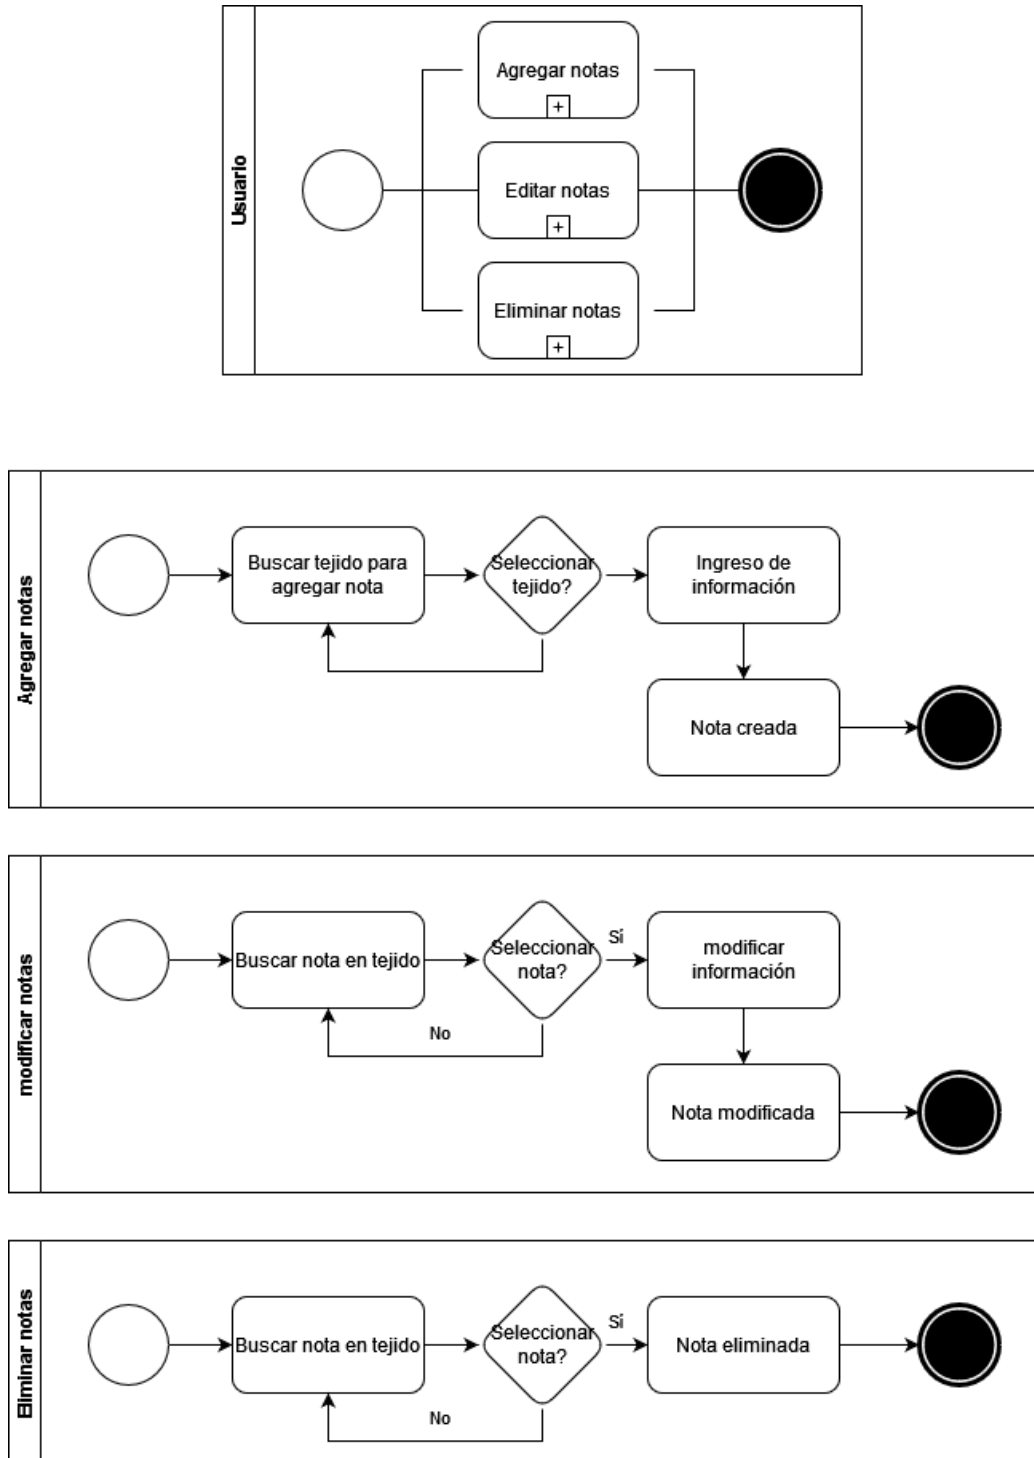 Usuario
Agregar notas
+
Editar notas
+
Eliminar notas
+
Agregar notas
Buscar tejido para
agregar nota
Seleccionar
tejido?
Ingreso de
información
Nota creada
modificar notas
Buscar nota en tejido
Seleccionar
nota?
Sí
No
modificar
información
Nota modificada
Eliminar notas
Buscar nota en tejido
Seleccionar
nota?
Sí
No
Nota eliminada